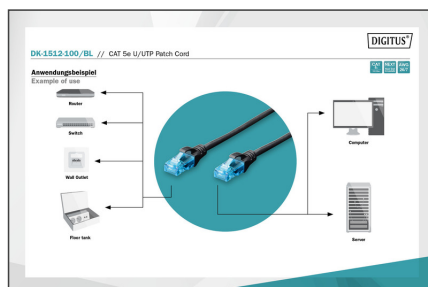 DIGITUS®
DK-1512-100/BL // CAT 5e U/UTP Patch Cord
Anwendungsbeispiel
Example of use
Router
Switch
Wall Outlet
Floor tank
Computer
Server